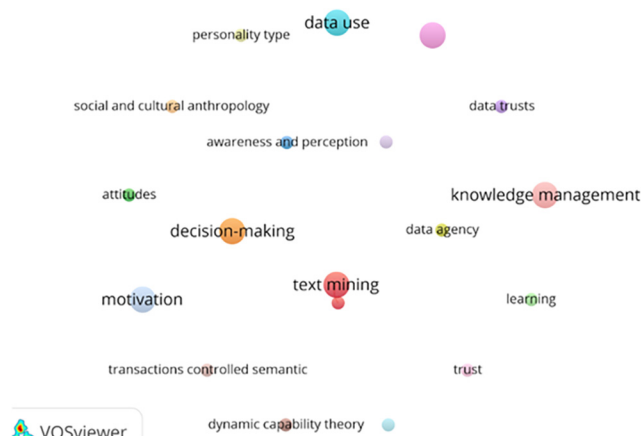 data use
personality type
social and cultural anthropology
data trusts
awareness and perception
attitudes
knowledge management
decision-making
data agency
text mining
motivation
learning
transactions controlled semantic
trust
dynamic capability theory
VOSviewer